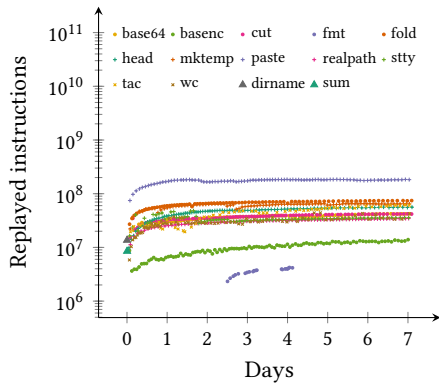 10^11
10^10
10^9
10^8
10^7
10^6
Replayed instructions
base64 basenc cut fmt fold
head mktemp paste realpath stty
tac wc dirname sum
0 1 2 3 4 5 6 7
Days